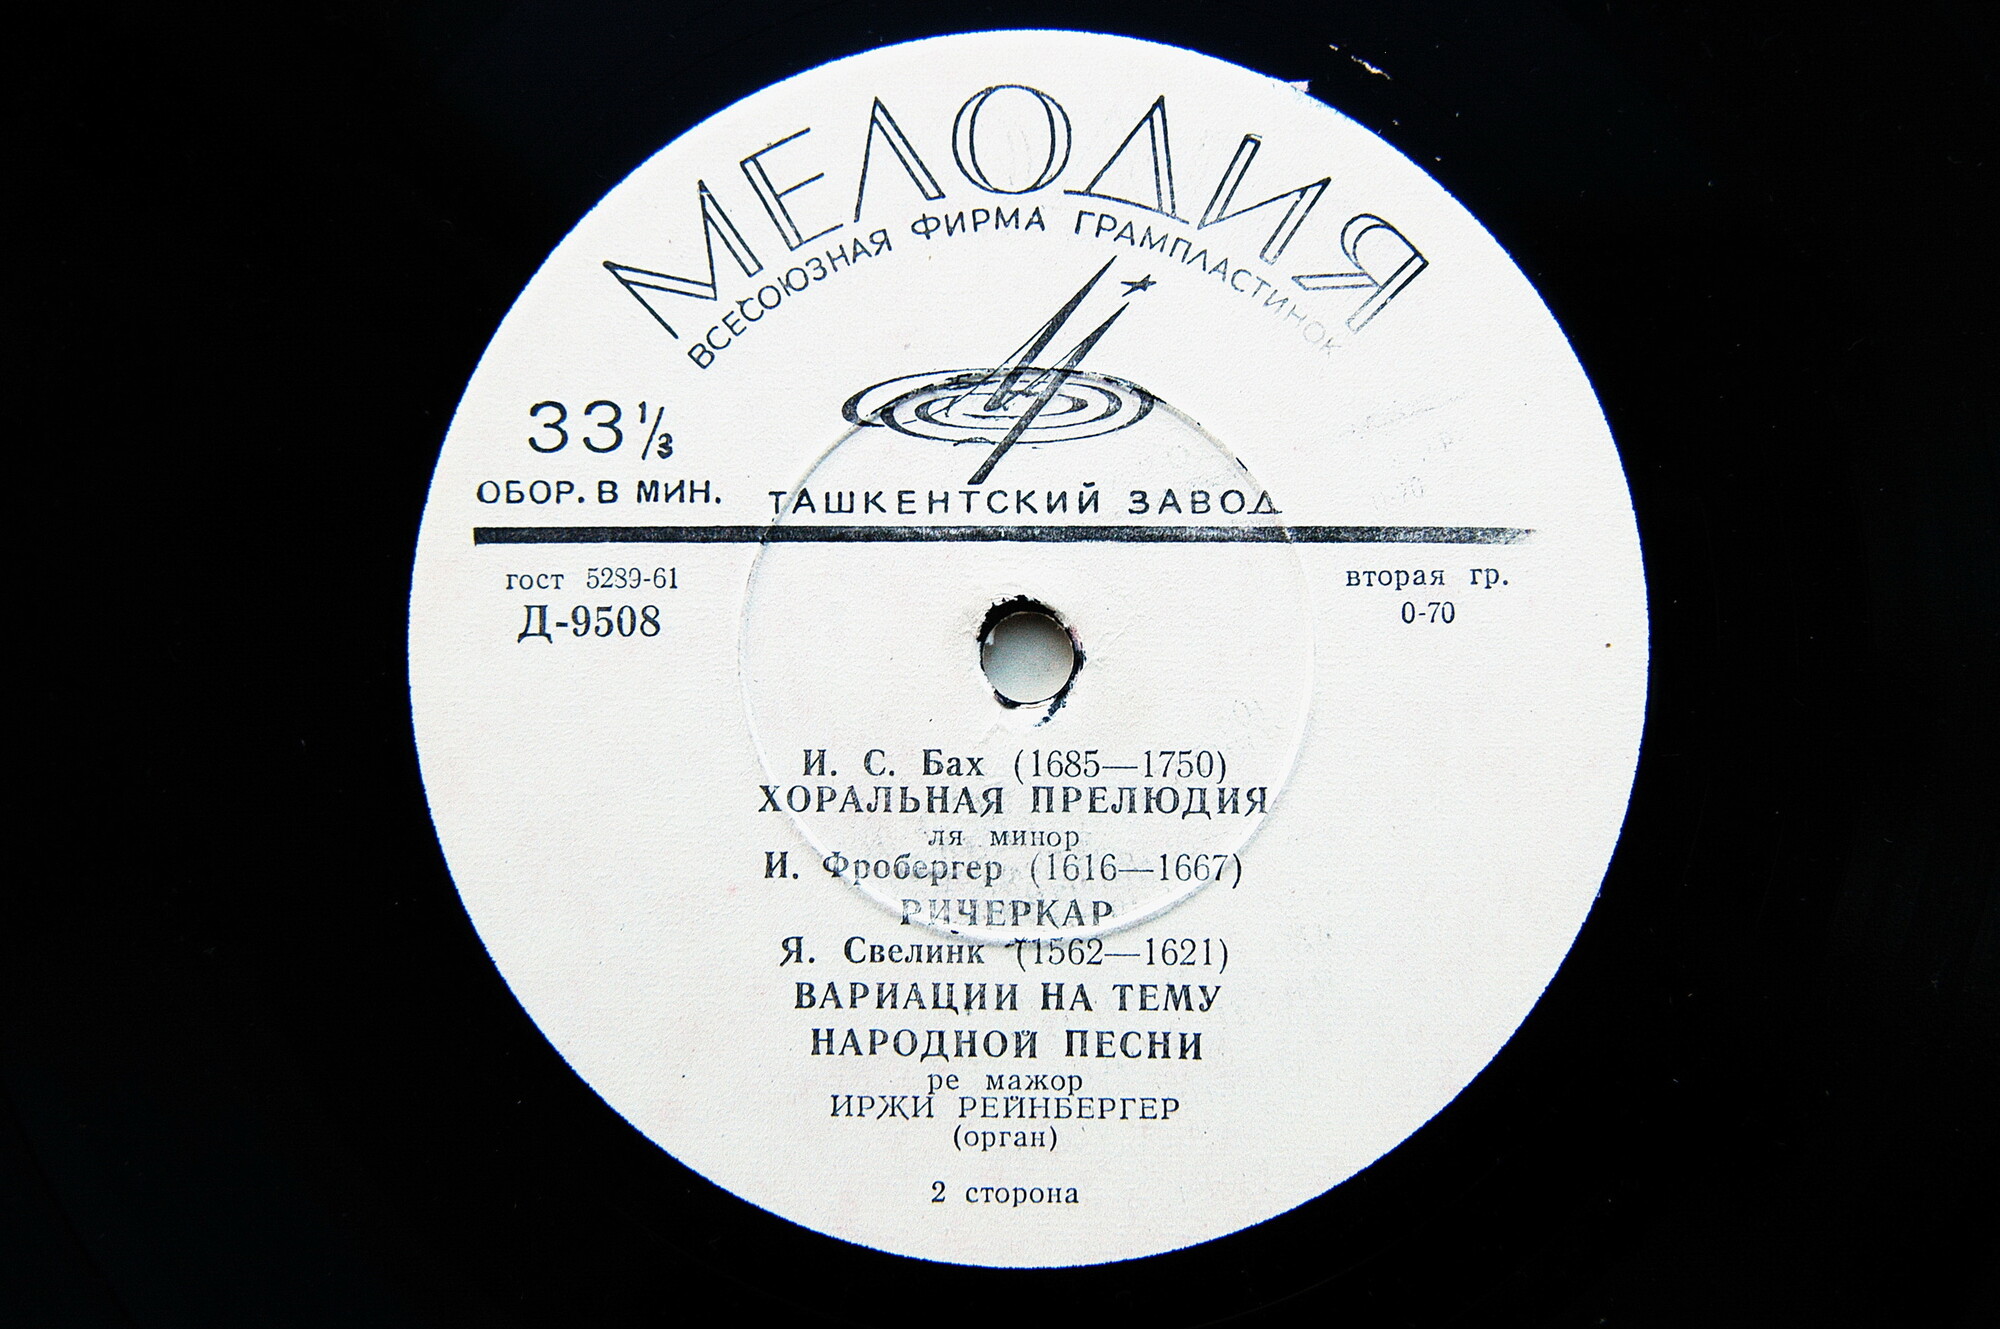 МЕЛОДИЯ
ВСЕСОЮЗНАЯ ФИРМА ГРАМПЛАСТИНОК
33⅓
ОБОР. В МИН.
ТАШКЕНТСКИЙ ЗАВОД
гост 5289-61
Д-9508
вторая гр.
0-70
И. С. Бах (1685—1750)
ХОРАЛЬНАЯ ПРЕЛЮДИЯ
ля минор
И. Фробергер (1616—1667)
РИЧЕРКАР
Я. Свелинк (1562—1621)
ВАРИАЦИИ НА ТЕМУ
НАРОДНОЙ ПЕСНИ
ре мажор
ИРЖИ РЕЙНБЕРГЕР
(орган)
2 сторона